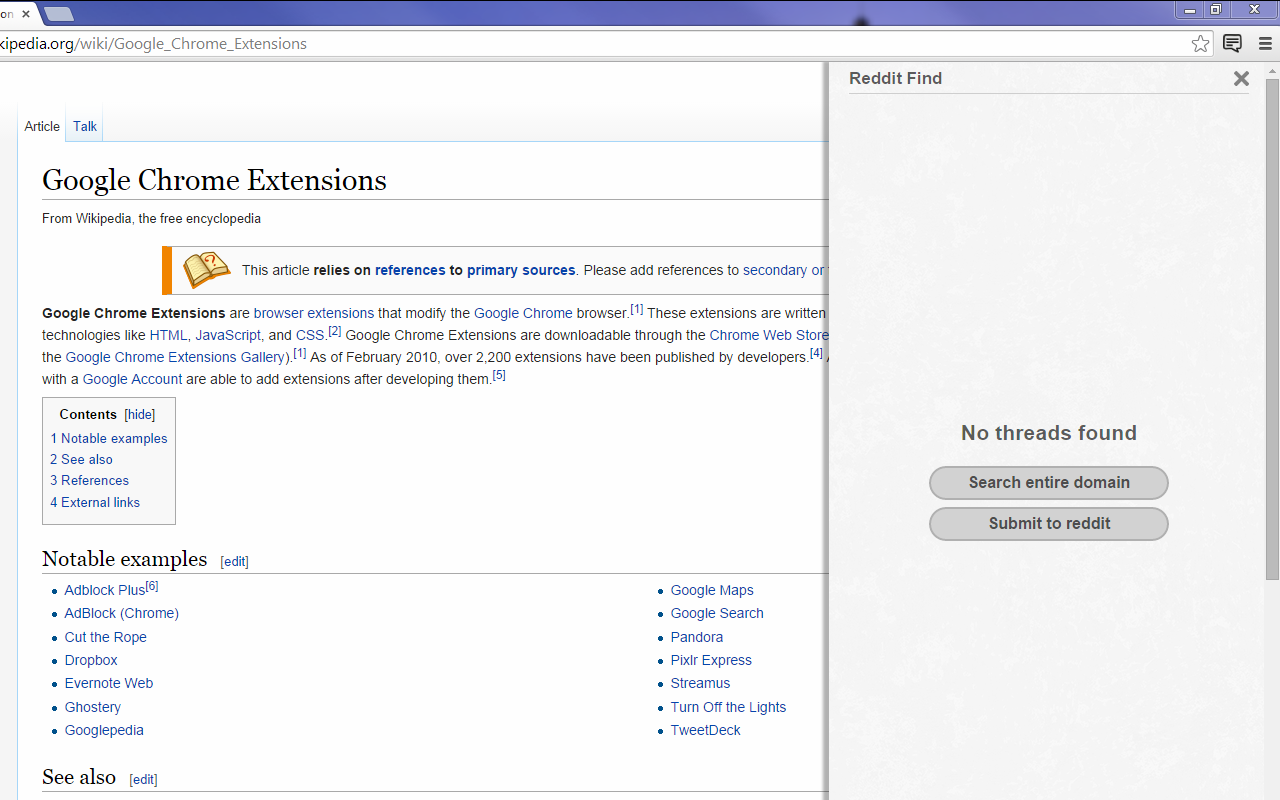 on
kipedia.org/wiki/Google_Chrome_Extensions
Reddit Find
Article Talk
Google Chrome Extensions
From Wikipedia, the free encyclopedia
This article relies on references to primary sources. Please add references to secondary or
Google Chrome Extensions are browser extensions that modify the Google Chrome browser.[1] These extensions are written
technologies like HTML, JavaScript, and CSS.[2] Google Chrome Extensions are downloadable through the Chrome Web Store
the Google Chrome Extensions Gallery).[1] As of February 2010, over 2,200 extensions have been published by developers.[4]
with a Google Account are able to add extensions after developing them.[5]
Contents [hide]
1 Notable examples
2 See also
3 References
4 External links
No threads found
Search entire domain
Submit to reddit
Notable examples [edit]
Adblock Plus[6]
AdBlock (Chrome)
Cut the Rope
Dropbox
Evernote Web
Ghostery
Googlepedia
Google Maps
Google Search
Pandora
Pixlr Express
Streamus
Turn Off the Lights
TweetDeck
See also [edit]